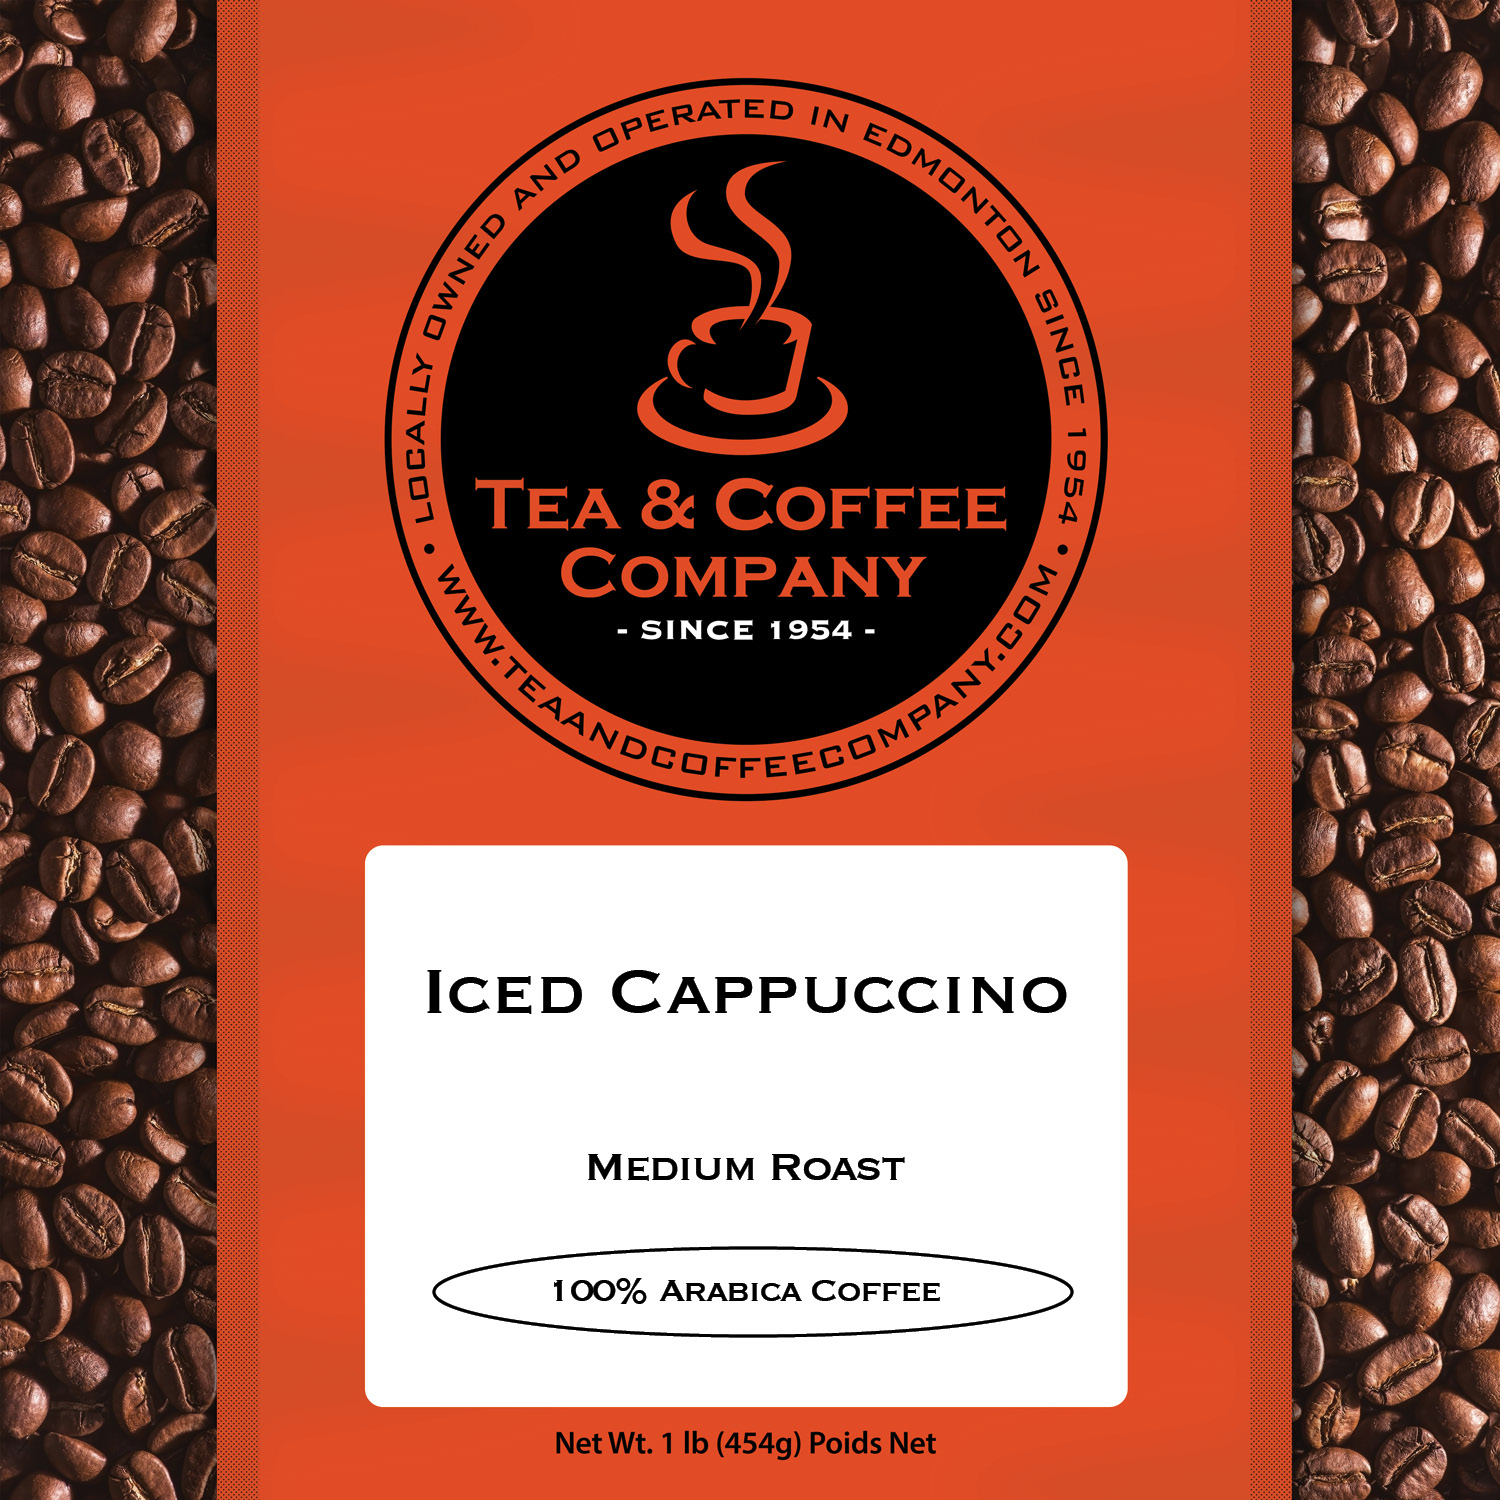 • LOCALLY OWNED AND OPERATED IN EDMONTON SINCE 1954 •
TEA & COFFEE
COMPANY
- SINCE 1954 -
WWW.TEAANDCOFFEECOMPANY.COM
ICED CAPPUCCINO
MEDIUM ROAST
100% ARABICA COFFEE
Net Wt. 1 lb (454g) Poids Net